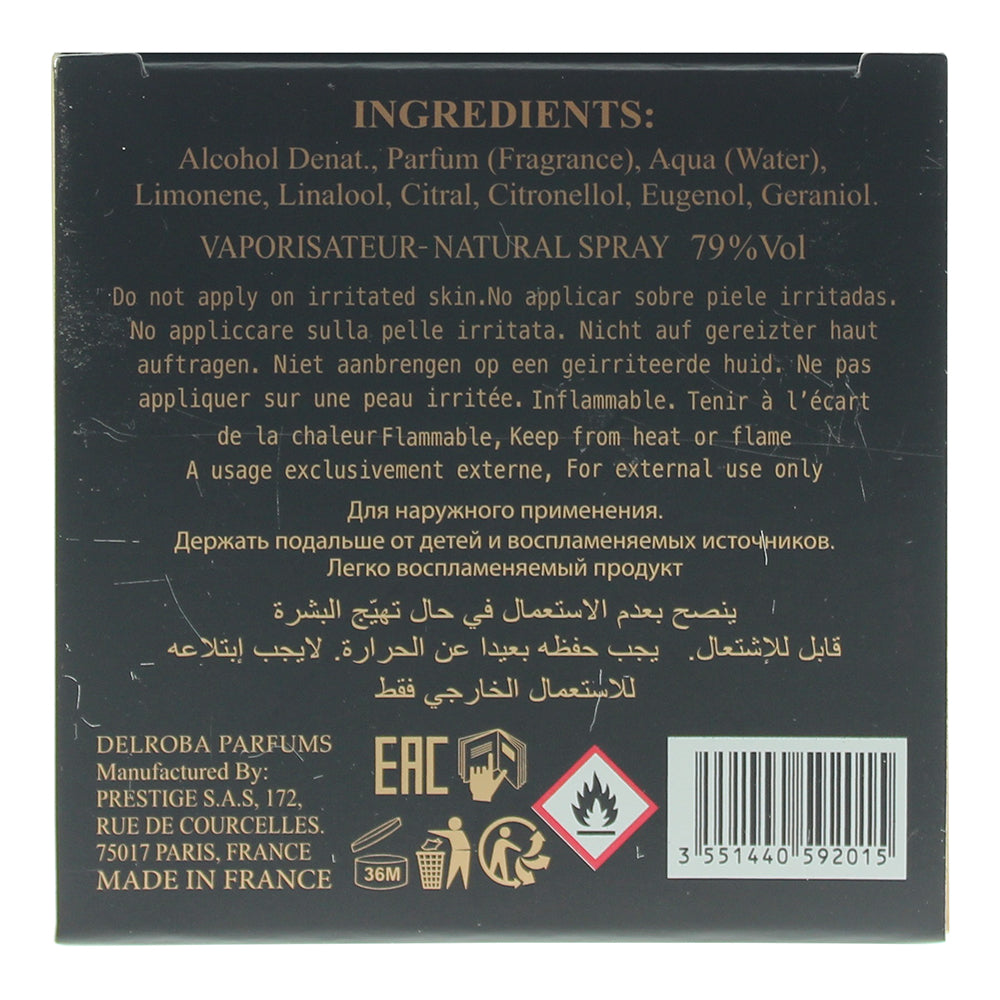 INGREDIENTS:
Alcohol Denat., Parfum (Fragrance), Aqua (Water),
Limonene, Linalool, Citral, Citronellol, Eugenol, Geraniol.
VAPORISATEUR-NATURAL SPRAY 79%Vol
Do not apply on irritated skin.No applicar sobre piele irritadas.
No appliccare sulla pelle irritata. Nicht auf gereizter haut
auftragen. Niet aanbrengen op een geirriteerde huid. Ne pas
appliquer sur une peau irritée. Inflammable. Tenir à l'écart
de la chaleur Flammable, Keep from heat or flame
A usage exclusivement externe, For external use only
Для наружного применения.
Держать подальше от детей и воспламеняемых источников.
Легко воспламеняемый продукт
ينصح بعدم الاستعمال في حال تهيّج البشرة
قابل للإشتعال. يجب حفظه بعيدا عن الحرارة. لايجب إبتلاعه
للاستعمال الخارجي فقط
DELROBA PARFUMS
Manufactured By:
PRESTIGE S.A.S, 172,
RUE DE COURCELLES.
75017 PARIS, FRANCE
MADE IN FRANCE
EAC
36M
3 551440 592015